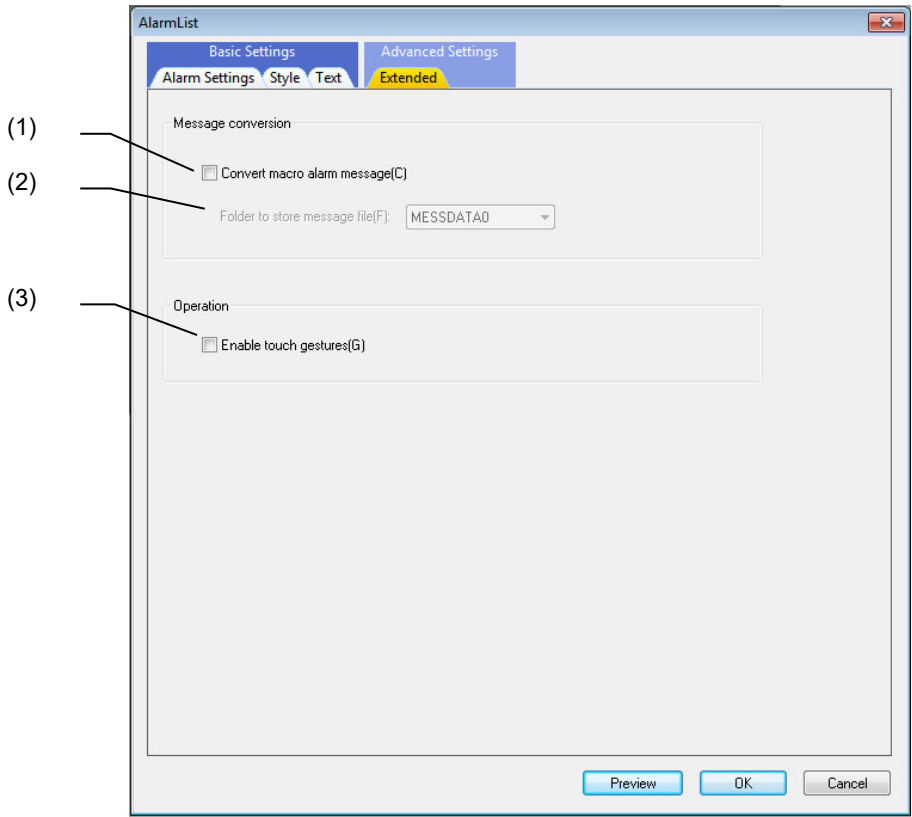 AlarmList
Basic Settings Advanced Settings
Alarm Settings Style Text Extended
Message conversion
(1)
Convert macro alarm message(C)
(2)
Folder to store message file(F): MESSDATA0
(3)
Operation
Enable touch gestures(G)
Preview OK Cancel